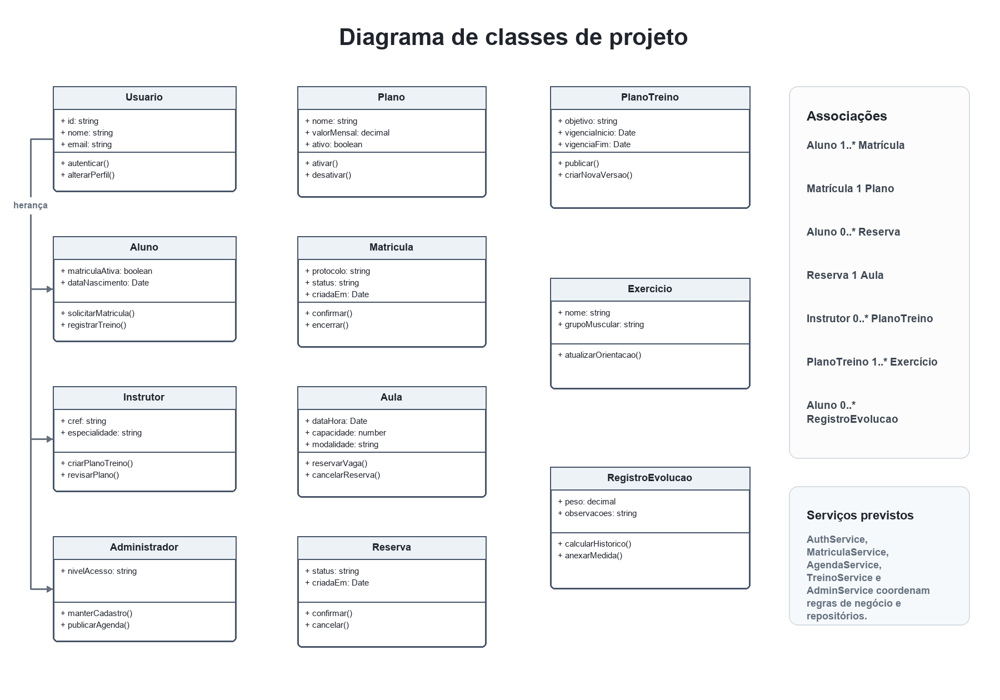 Diagrama de classes de projeto
Usuario
+ id: string
+ nome: string
+ email: string
+ autenticar()
+ alterarPerfil()
herança
Aluno
+ matriculaAtiva: boolean
+ dataNascimento: Date
+ solicitarMatricula()
+ registrarTreino()
Instrutor
+ cref: string
+ especialidade: string
+ criarPlanoTreino()
+ revisarPlano()
Administrador
+ nivelAcesso: string
+ manterCadastro()
+ publicarAgenda()
Plano
+ nome: string
+ valorMensal: decimal
+ ativo: boolean
+ ativar()
+ desativar()
Matricula
+ protocolo: string
+ status: string
+ criadaEm: Date
+ confirmar()
+ encerrar()
Aula
+ dataHora: Date
+ capacidade: number
+ modalidade: string
+ reservarVaga()
+ cancelarReserva()
Reserva
+ status: string
+ criadaEm: Date
+ confirmar()
+ cancelar()
PlanoTreino
+ objetivo: string
+ vigenciaInicio: Date
+ vigenciaFim: Date
+ publicar()
+ criarNovaVersao()
Exercicio
+ nome: string
+ grupoMuscular: string
+ atualizarOrientacao()
RegistroEvolucao
+ peso: decimal
+ observacoes: string
+ calcularHistorico()
+ anexarMedida()
Associações
Aluno 1..* Matrícula
Matrícula 1 Plano
Aluno 0..* Reserva
Reserva 1 Aula
Instrutor 0..* PlanoTreino
PlanoTreino 1..* Exercício
Aluno 0..*
RegistroEvolucao
Serviços previstos
AuthService,
MatriculaService,
AgendaService,
TreinoService e
AdminService coordenam
regras de negócio e
repositórios.